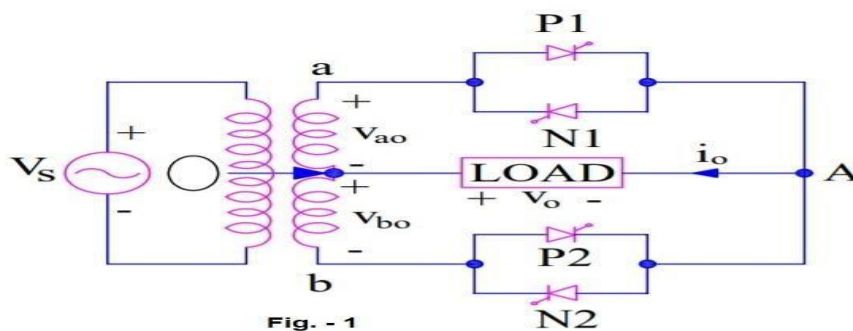 P1
a
+
+
N1
Vs
vao
-
io
A
LOAD
-
+
+ vo -
vbo
P2
-
b
N2
Fig. - 1